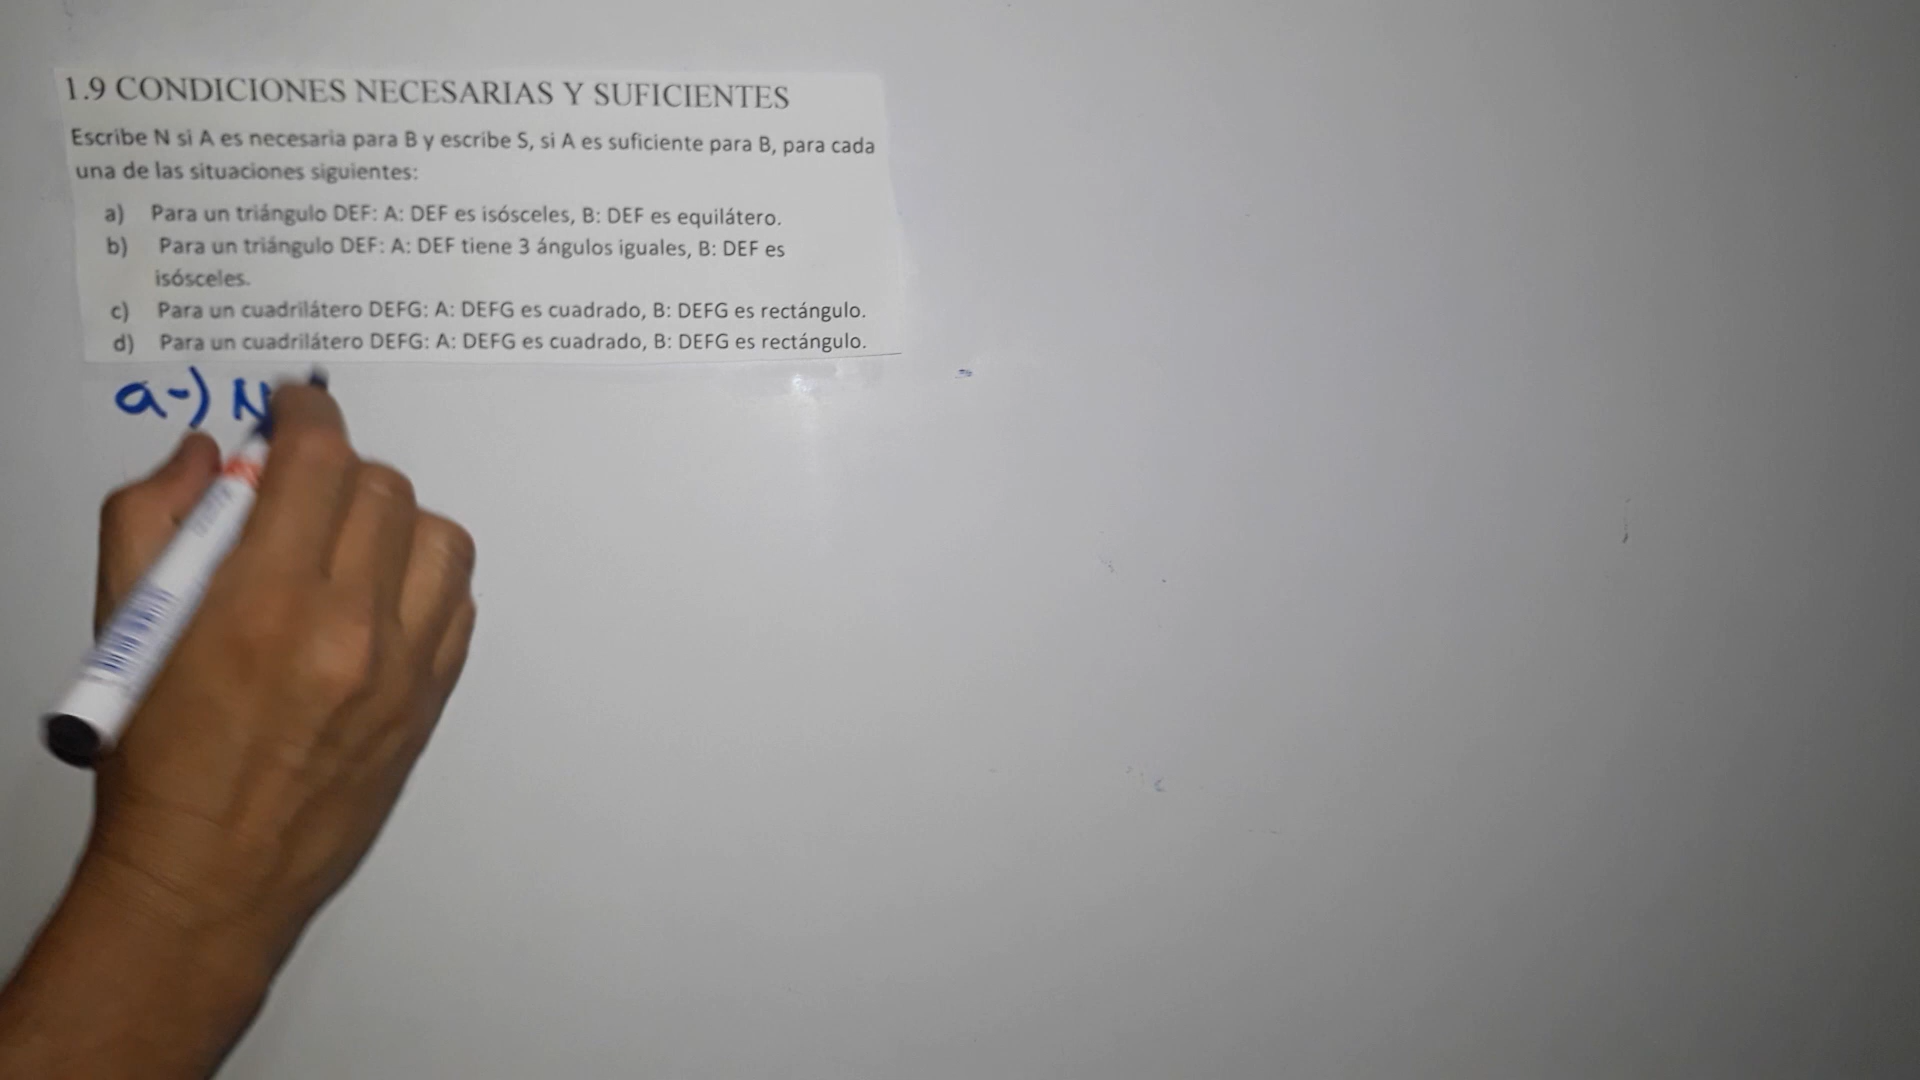 1.9 CONDICIONES NECESARIAS Y SUFICIENTES
Escribe N si A es necesaria para B y escribe S, si A es suficiente para B, para cada
una de las situaciones siguientes:
a) Para un triángulo DEF: A: DEF es isósceles, B: DEF es equilátero.
b) Para un triángulo DEF: A: DEF tiene 3 ángulos iguales, B: DEF es
isósceles.
c) Para un cuadrilátero DEFG: A: DEFG es cuadrado, B: DEFG es rectángulo.
d) Para un cuadrilátero DEFG: A: DEFG es cuadrado, B: DEFG es rectángulo.
a-) N